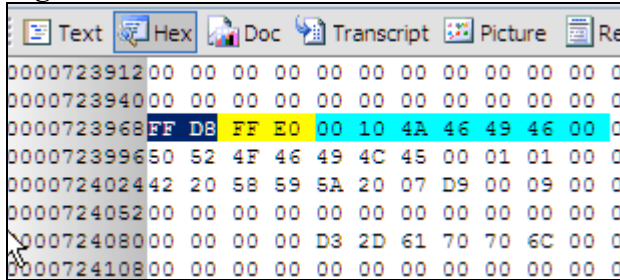 Text Hex Doc Transcript Picture Re
0000723912 00 00 00 00 00 00 00 00 00 00 00
0000723940 00 00 00 00 00 00 00 00 00 00 00
0000723968 FF D8 FF E0 00 10 4A 46 49 46 00
0000723996 50 52 4F 46 49 4C 45 00 01 01 00
0000724024 42 20 58 59 5A 20 07 D9 00 09 00
0000724052 00 00 00 00 00 00 00 00 00 00 00
0000724080 00 00 00 00 D3 2D 61 70 70 6C 00
0000724108 00 00 00 00 00 00 00 00 00 00 00